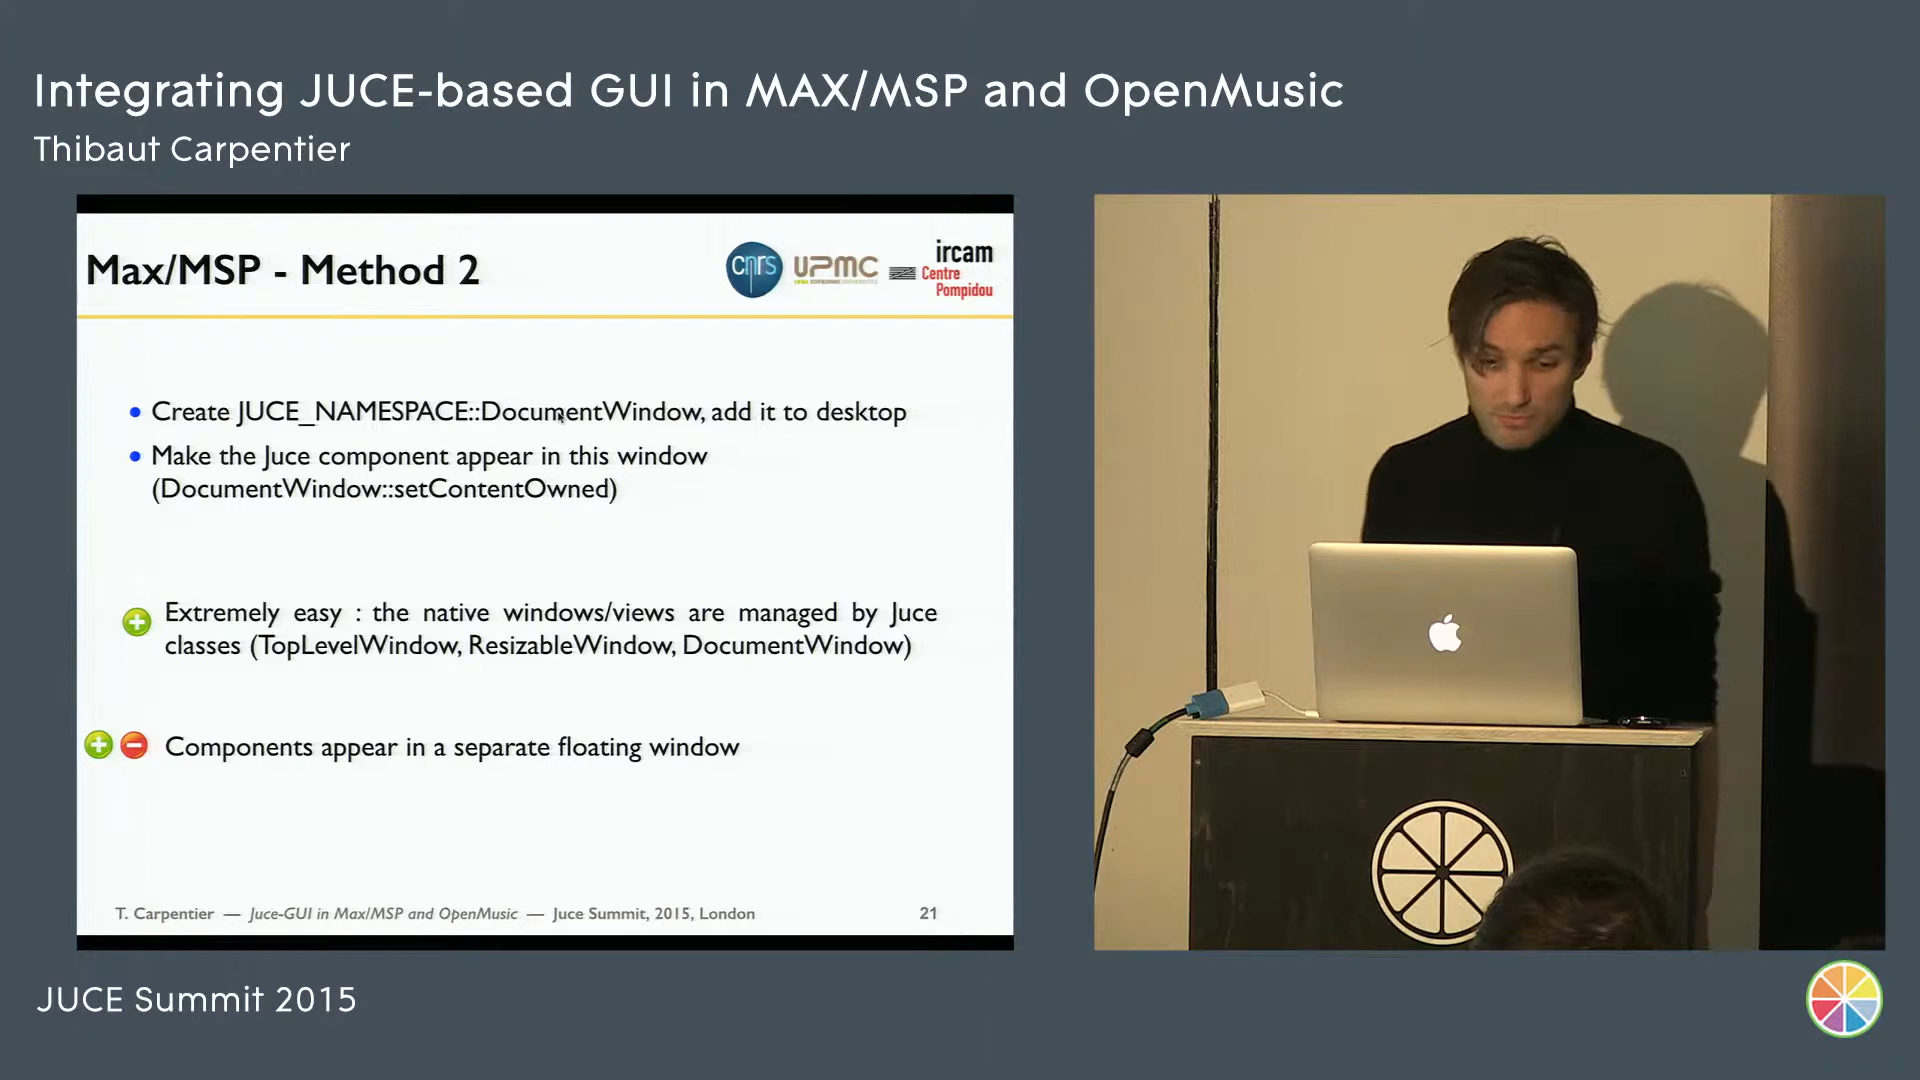 Integrating JUCE-based GUI in MAX/MSP and OpenMusic
Thibaut Carpentier
Max/MSP - Method 2
cnrs
UPMC
ircam
Centre
Pompidou
Create JUCE_NAMESPACE::DocumentWindow, add it to desktop
Make the Juce component appear in this window
(DocumentWindow::setContentOwned)
Extremely easy : the native windows/views are managed by Juce
classes (TopLevelWindow, ResizableWindow, DocumentWindow)
Components appear in a separate floating window
T. Carpentier — Juce-GUI in Max/MSP and OpenMusic — Juce Summit, 2015, London
21
JUCE Summit 2015